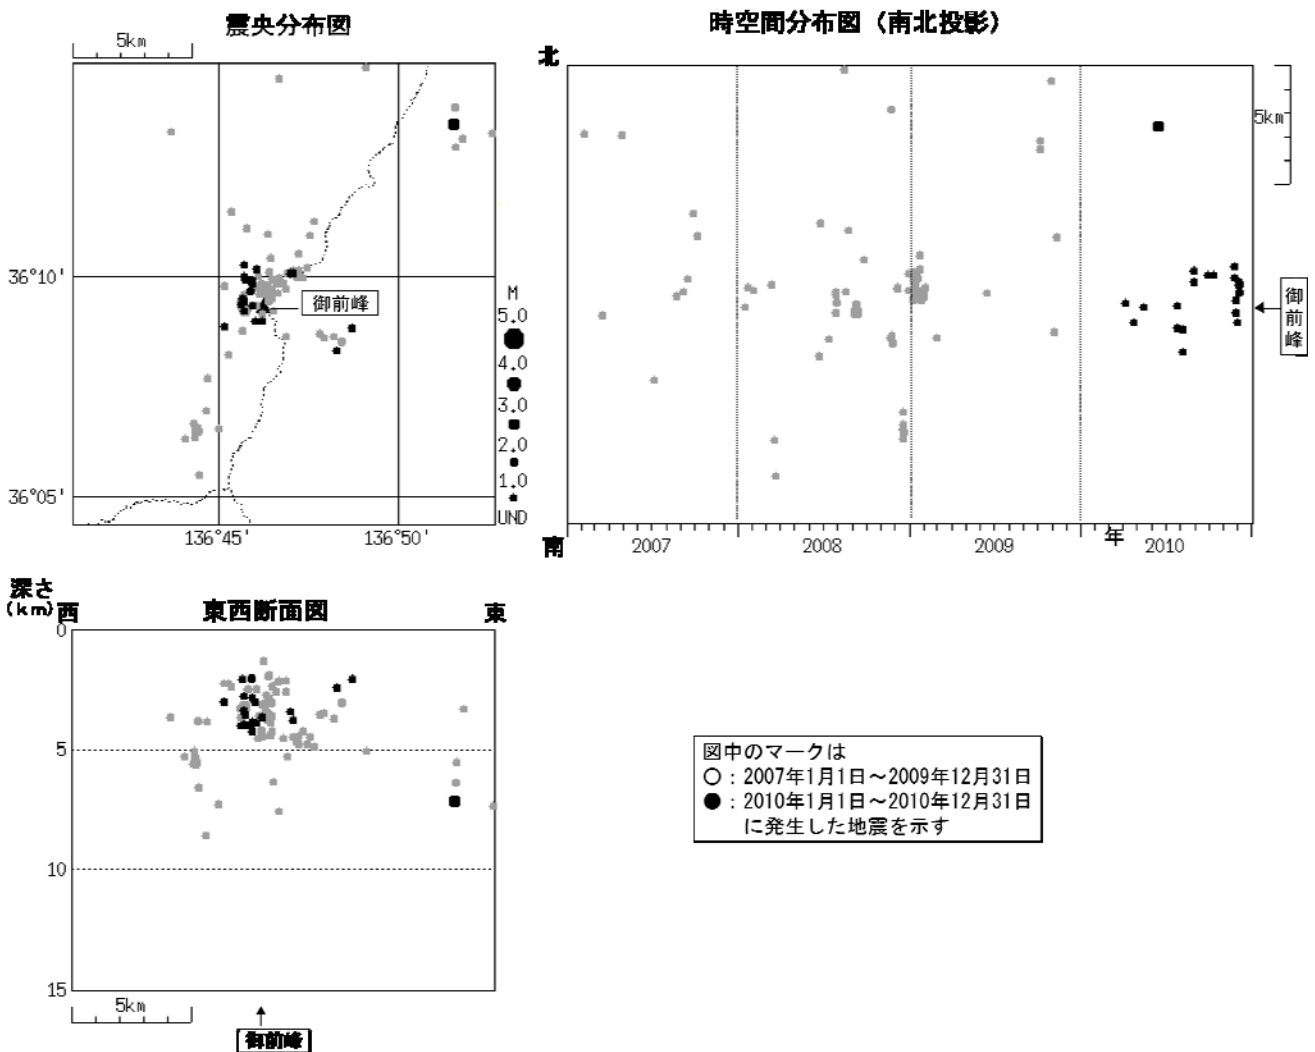 震央分布図
5km
36°10'
36°05'
136°45'
136°50'
御前峰
M
5.0
4.0
3.0
2.0
1.0
UND
時空間分布図（南北投影）
北
南
5km
御前峰
2007
2008
2009
年
2010
深さ
(km)
西
東西断面図
東
0
5
10
15
5km
御前峰
図中のマークは
○：2007年1月1日～2009年12月31日
●：2010年1月1日～2010年12月31日
に発生した地震を示す